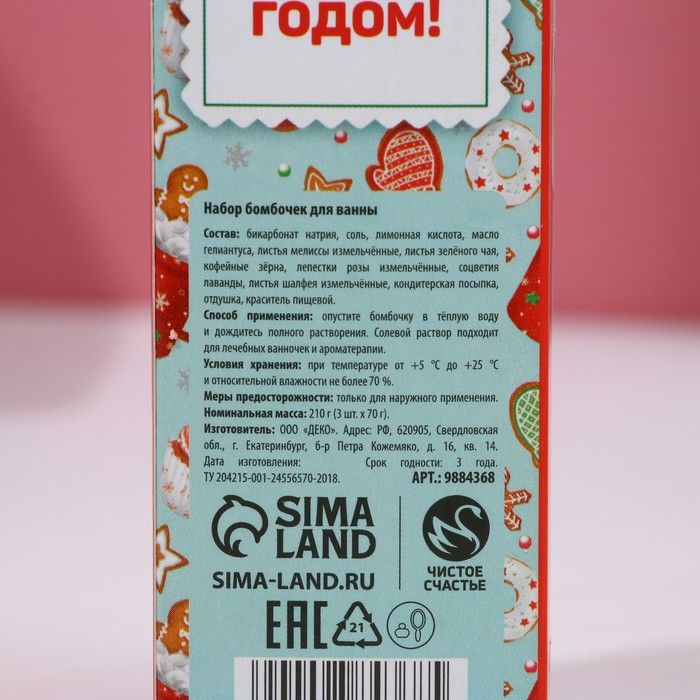 ГОДОМ!
Набор бомбочек для ванны
Состав: бикарбонат натрия, соль, лимонная кислота, масло
гелиантуса, листья мелиссы измельчённые, листья зелёного чая,
кофейные зёрна, лепестки розы измельчённые, соцветия
лаванды, листья шалфея измельчённые, кондитерская посыпка,
отдушка, краситель пищевой.
Способ применения: опустите бомбочку в тёплую воду
и дождитесь полного растворения. Солевой раствор подходит
для лечебных ванночек и ароматерапии.
Условия хранения: при температуре от +5 °С до +25 °С
и относительной влажности не более 70 %.
Меры предосторожности: только для наружного применения.
Номинальная масса: 210 г (3 шт. х 70 г).
Изготовитель: ООО «ДЕКО». Адрес: РФ, 620905, Свердловская
обл., г. Екатеринбург, б-р Петра Кожемяко, д. 16, кв. 14.
Дата изготовления: Срок годности: 3 года.
ТУ 204215-001-24556570-2018. АРТ.: 9884368
SIMA
LAND
SIMA-LAND.RU
ЧИСТОЕ
СЧАСТЬЕ
ЕАС 21